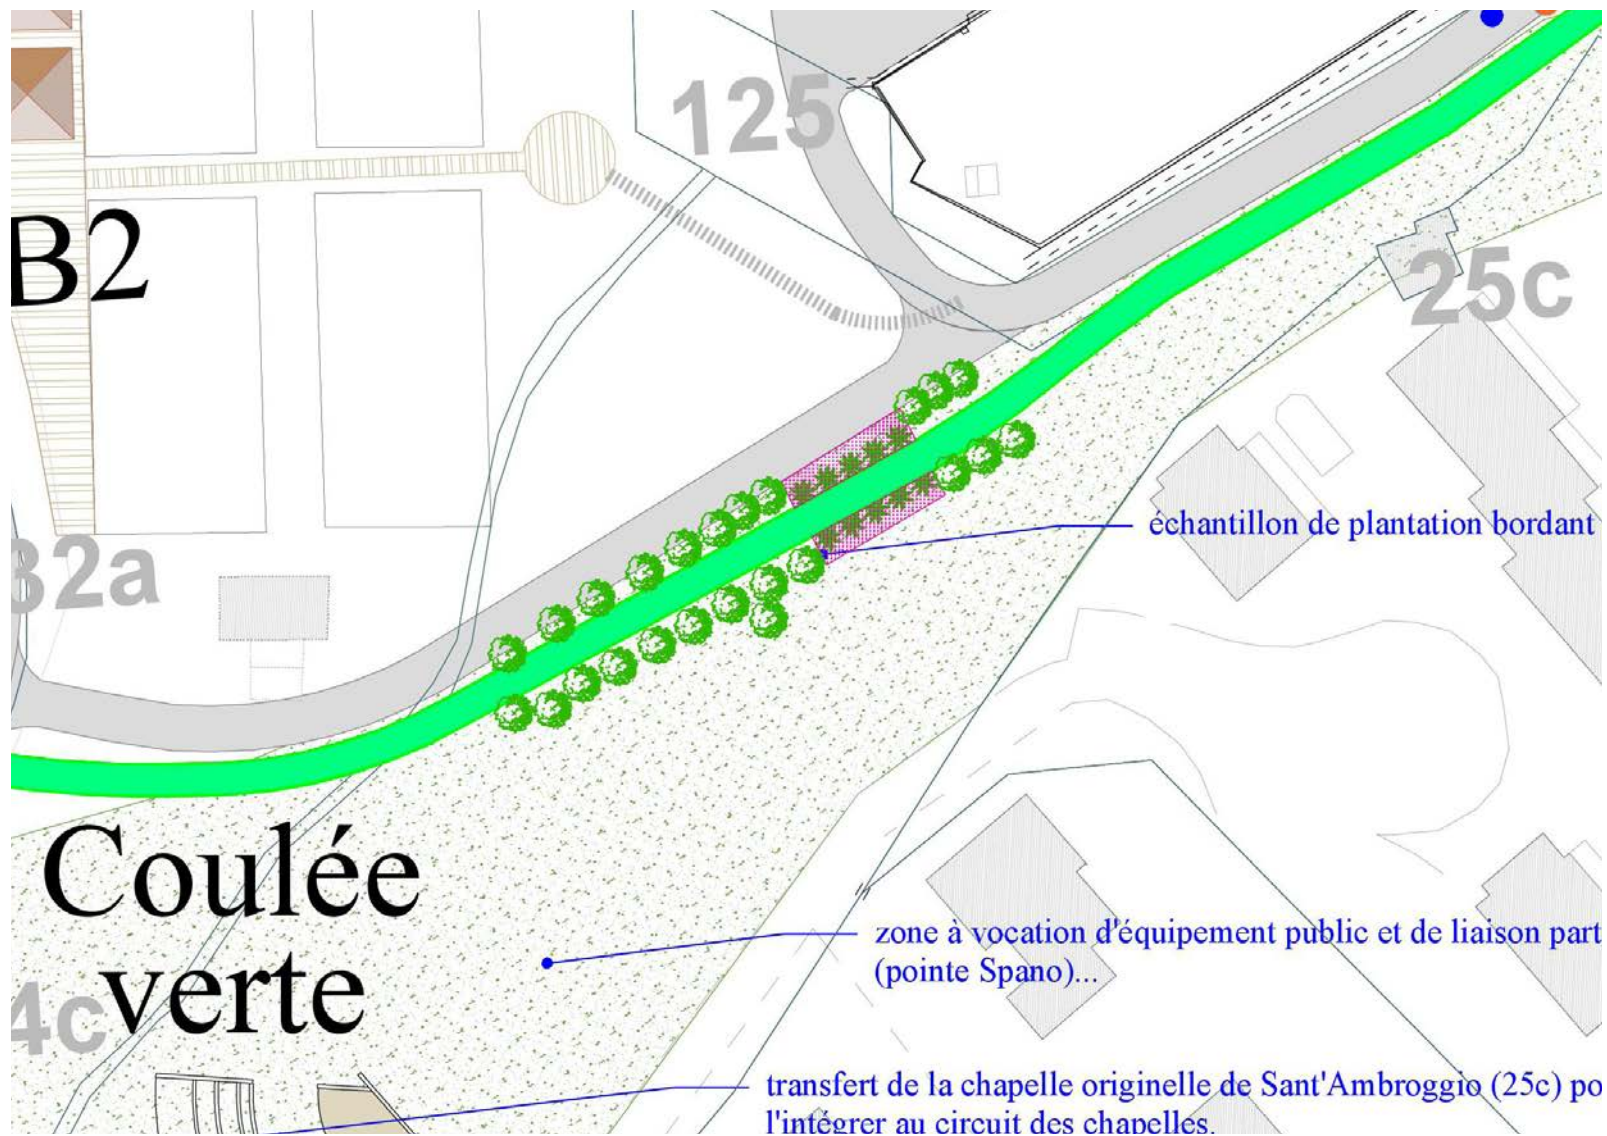 125
B2
25c
échantillon de plantation bordant
32a
Coulée
verte
zone à vocation d'équipement public et de liaison part
(pointe Spano)...
4c
transfert de la chapelle originelle de Sant'Ambroggio (25c) po
l'intégrer au circuit des chapelles.